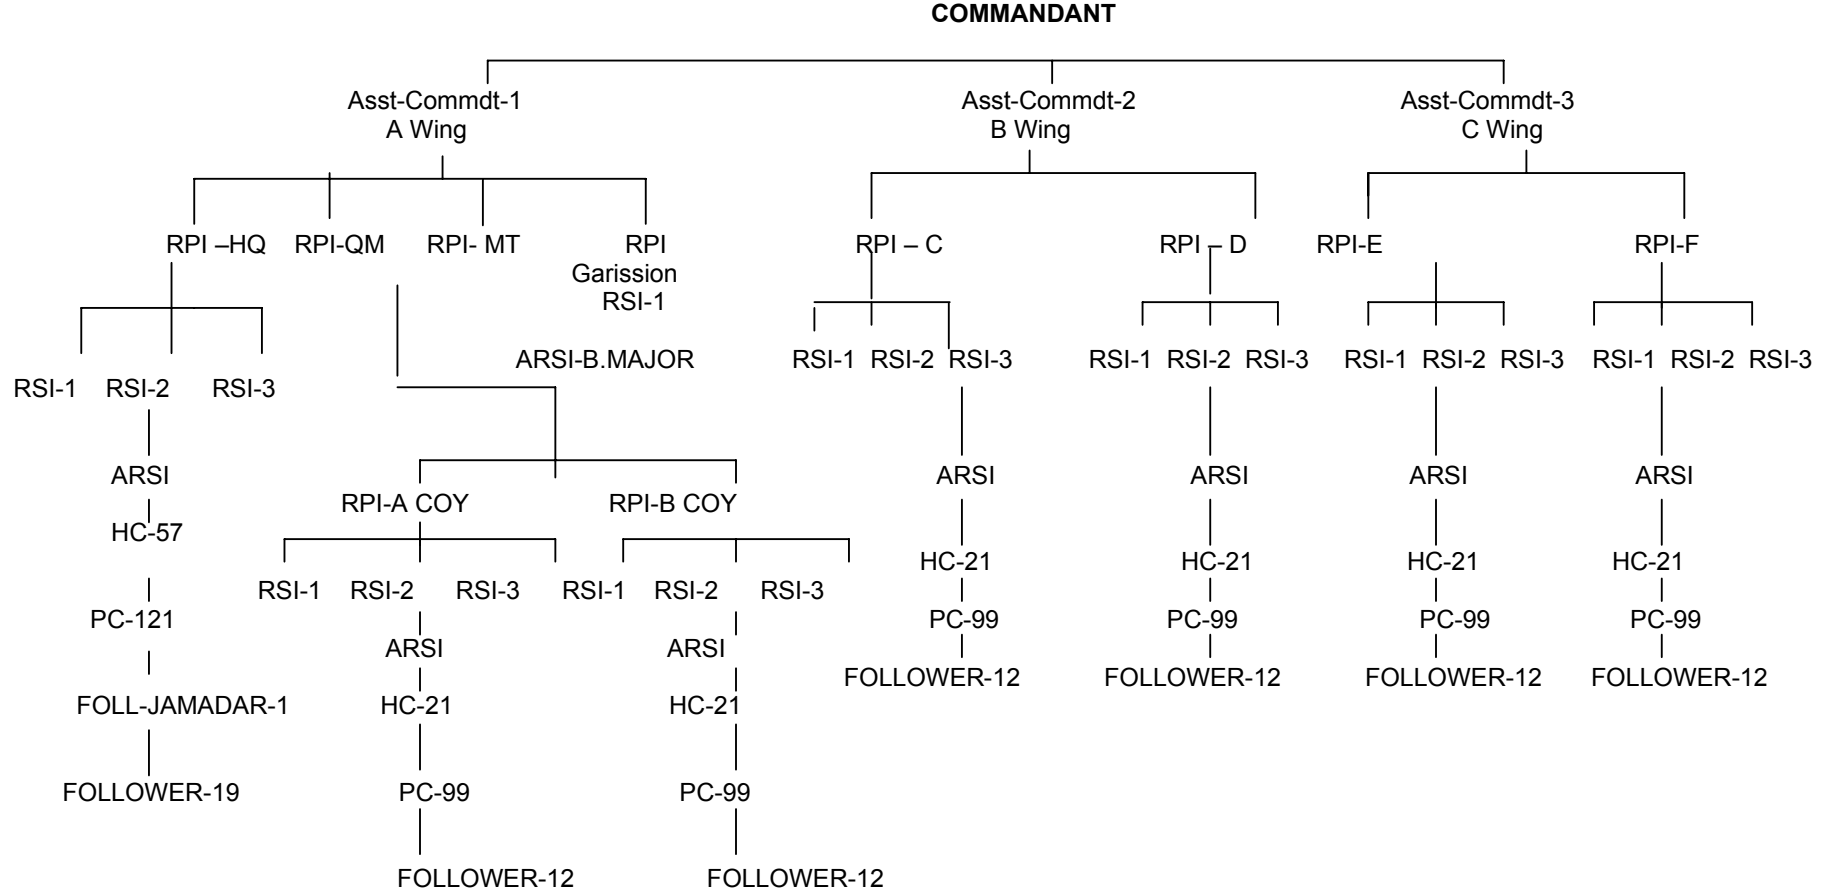 COMMANDANT
Asst-Commdt-1 Asst-Commdt-2 Asst-Commdt-3
A Wing B Wing C Wing
RPI –HQ RPI-QM RPI- MT RPI RPI – C RPI – D RPI-E RPI-F
Garission
RSI-1
ARSI-B.MAJOR RSI-1 RSI-2 RSI-3 RSI-1 RSI-2 RSI-3 RSI-1 RSI-2 RSI-3 RSI-1 RSI-2 RSI-3
RSI-1 RSI-2 RSI-3
ARSI ARSI ARSI ARSI ARSI
RPI-A COY RPI-B COY
HC-57
HC-21 HC-21 HC-21 HC-21
RSI-1 RSI-2 RSI-3 RSI-1 RSI-2 RSI-3
PC-121 PC-99 PC-99 PC-99 PC-99
ARSI ARSI
FOLLOWER-12 FOLLOWER-12 FOLLOWER-12 FOLLOWER-12
FOLL-JAMADAR-1 HC-21 HC-21
FOLLOWER-19 PC-99 PC-99
FOLLOWER-12 FOLLOWER-12